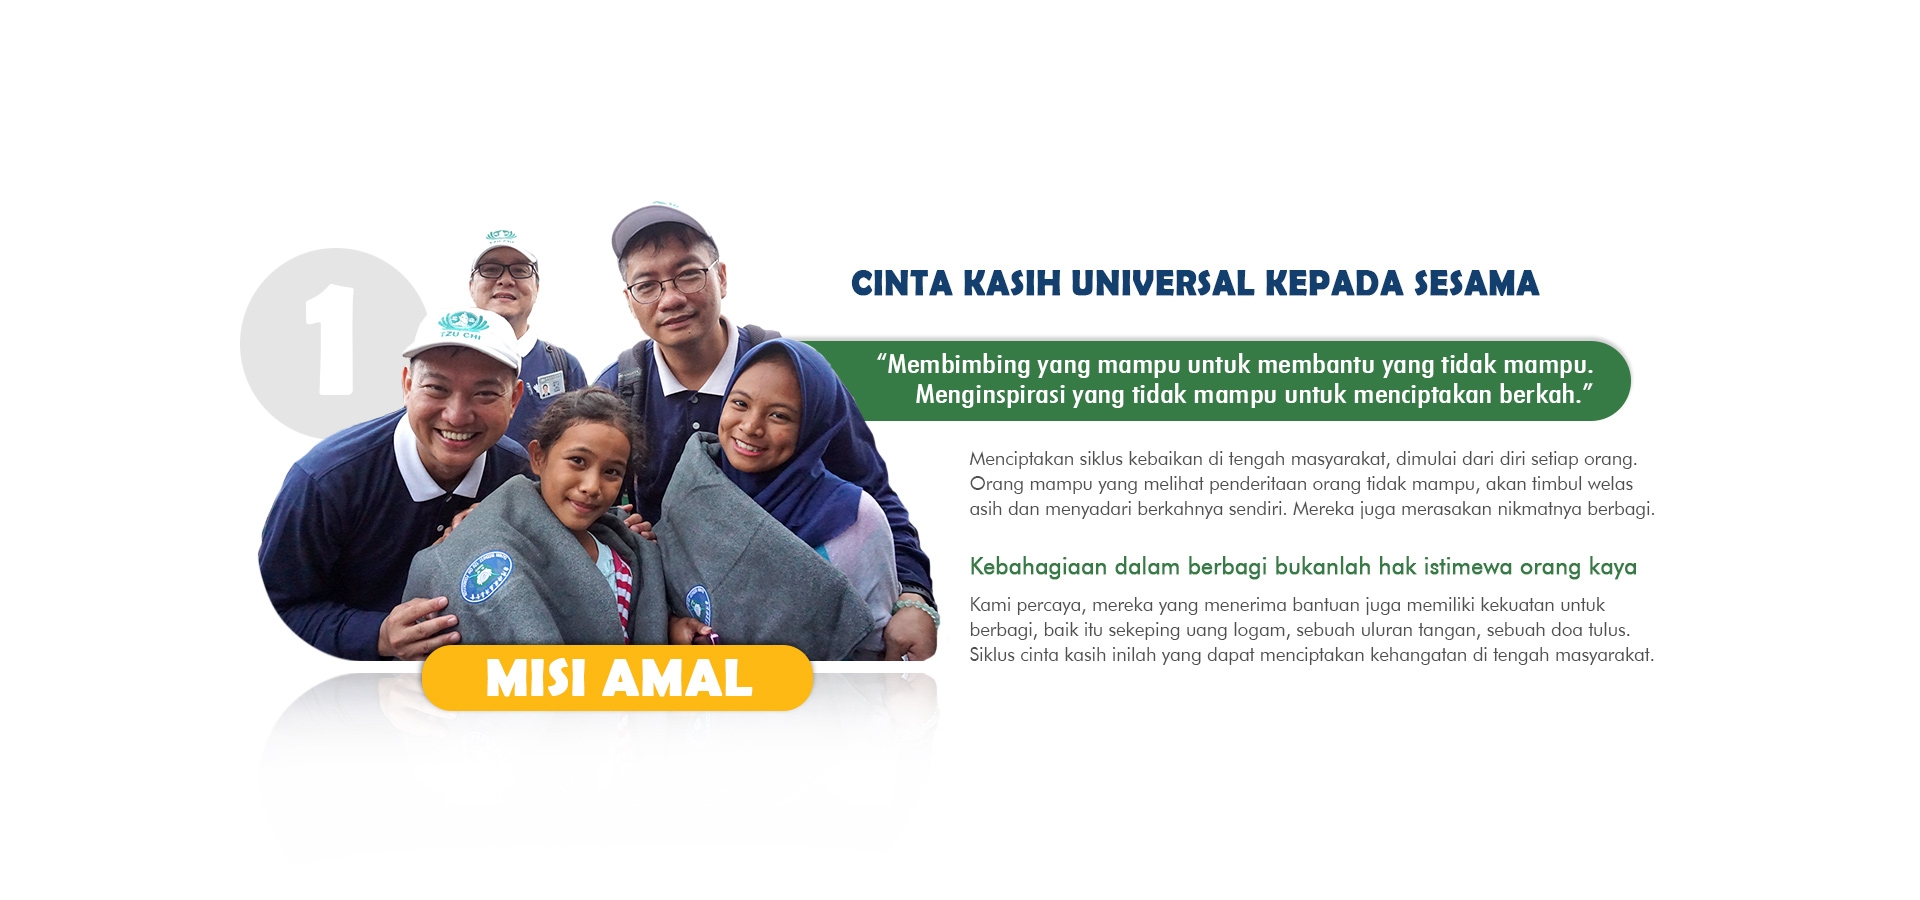 1
TZU CHI
CINTA KASIH UNIVERSAL KEPADA SESAMA
“Membimbing yang mampu untuk membantu yang tidak mampu.
Menginspirasi yang tidak mampu untuk menciptakan berkah.”
Menciptakan siklus kebaikan di tengah masyarakat, dimulai dari diri setiap orang.
Orang mampu yang melihat penderitaan orang tidak mampu, akan timbul welas
asih dan menyadari berkahnya sendiri. Mereka juga merasakan nikmatnya berbagi.
Kebahagiaan dalam berbagi bukanlah hak istimewa orang kaya
Kami percaya, mereka yang menerima bantuan juga memiliki kekuatan untuk
berbagi, baik itu sekeping uang logam, sebuah uluran tangan, sebuah doa tulus.
Siklus cinta kasih inilah yang dapat menciptakan kehangatan di tengah masyarakat.
MISI AMAL